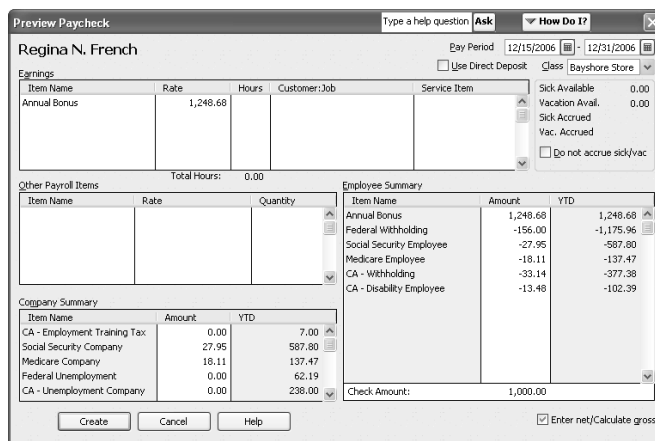 Preview Paycheck Type a help question Ask How Do I?
Regina N. French
Pay Period 12/15/2006 - 12/31/2006
Use Direct Deposit Class Bayshore Store
Earnings
Item Name Rate Hours Customer:Job Service Item
Annual Bonus 1,248.68
Total Hours: 0.00
Sick Available 0.00
Vacation Avail. 0.00
Sick Accrued
Vac. Accrued
Do not accrue sick/vac
Other Payroll Items
Item Name Rate Quantity
Employee Summary
Item Name Amount YTD
Annual Bonus 1,248.68 1,248.68
Federal Withholding -156.00 -1,175.96
Social Security Employee -27.95 -587.80
Medicare Employee -18.11 -137.47
CA - Withholding -33.14 -377.38
CA - Disability Employee -13.48 -102.39
Check Amount: 1,000.00
Company Summary
Item Name Amount YTD
CA - Employment Training Tax 0.00 7.00
Social Security Company 27.95 587.80
Medicare Company 18.11 137.47
Federal Unemployment 0.00 62.19
CA - Unemployment Company 0.00 238.00
Create Cancel Help
Enter net/Calculate gross